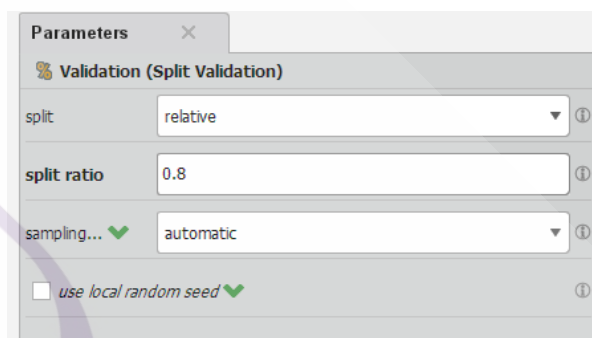 Parameters
Validation (Split Validation)
split relative
split ratio 0.8
sampling... automatic
use local random seed